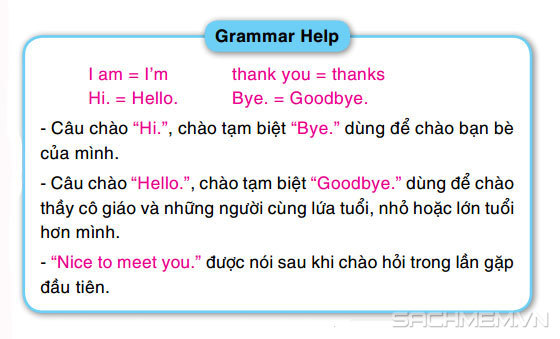 Grammar Help
I am = I'm thank you = thanks
Hi. = Hello. Bye. = Goodbye.
- Câu chào “Hi.”, chào tạm biệt “Bye.” dùng để chào bạn bè
của mình.
- Câu chào “Hello.”, chào tạm biệt “Goodbye.” dùng để chào
thầy cô giáo và những người cùng lứa tuổi, nhỏ hoặc lớn tuổi
hơn mình.
- “Nice to meet you.” được nói sau khi chào hỏi trong lần gặp
đầu tiên.
SACHMEM.VN